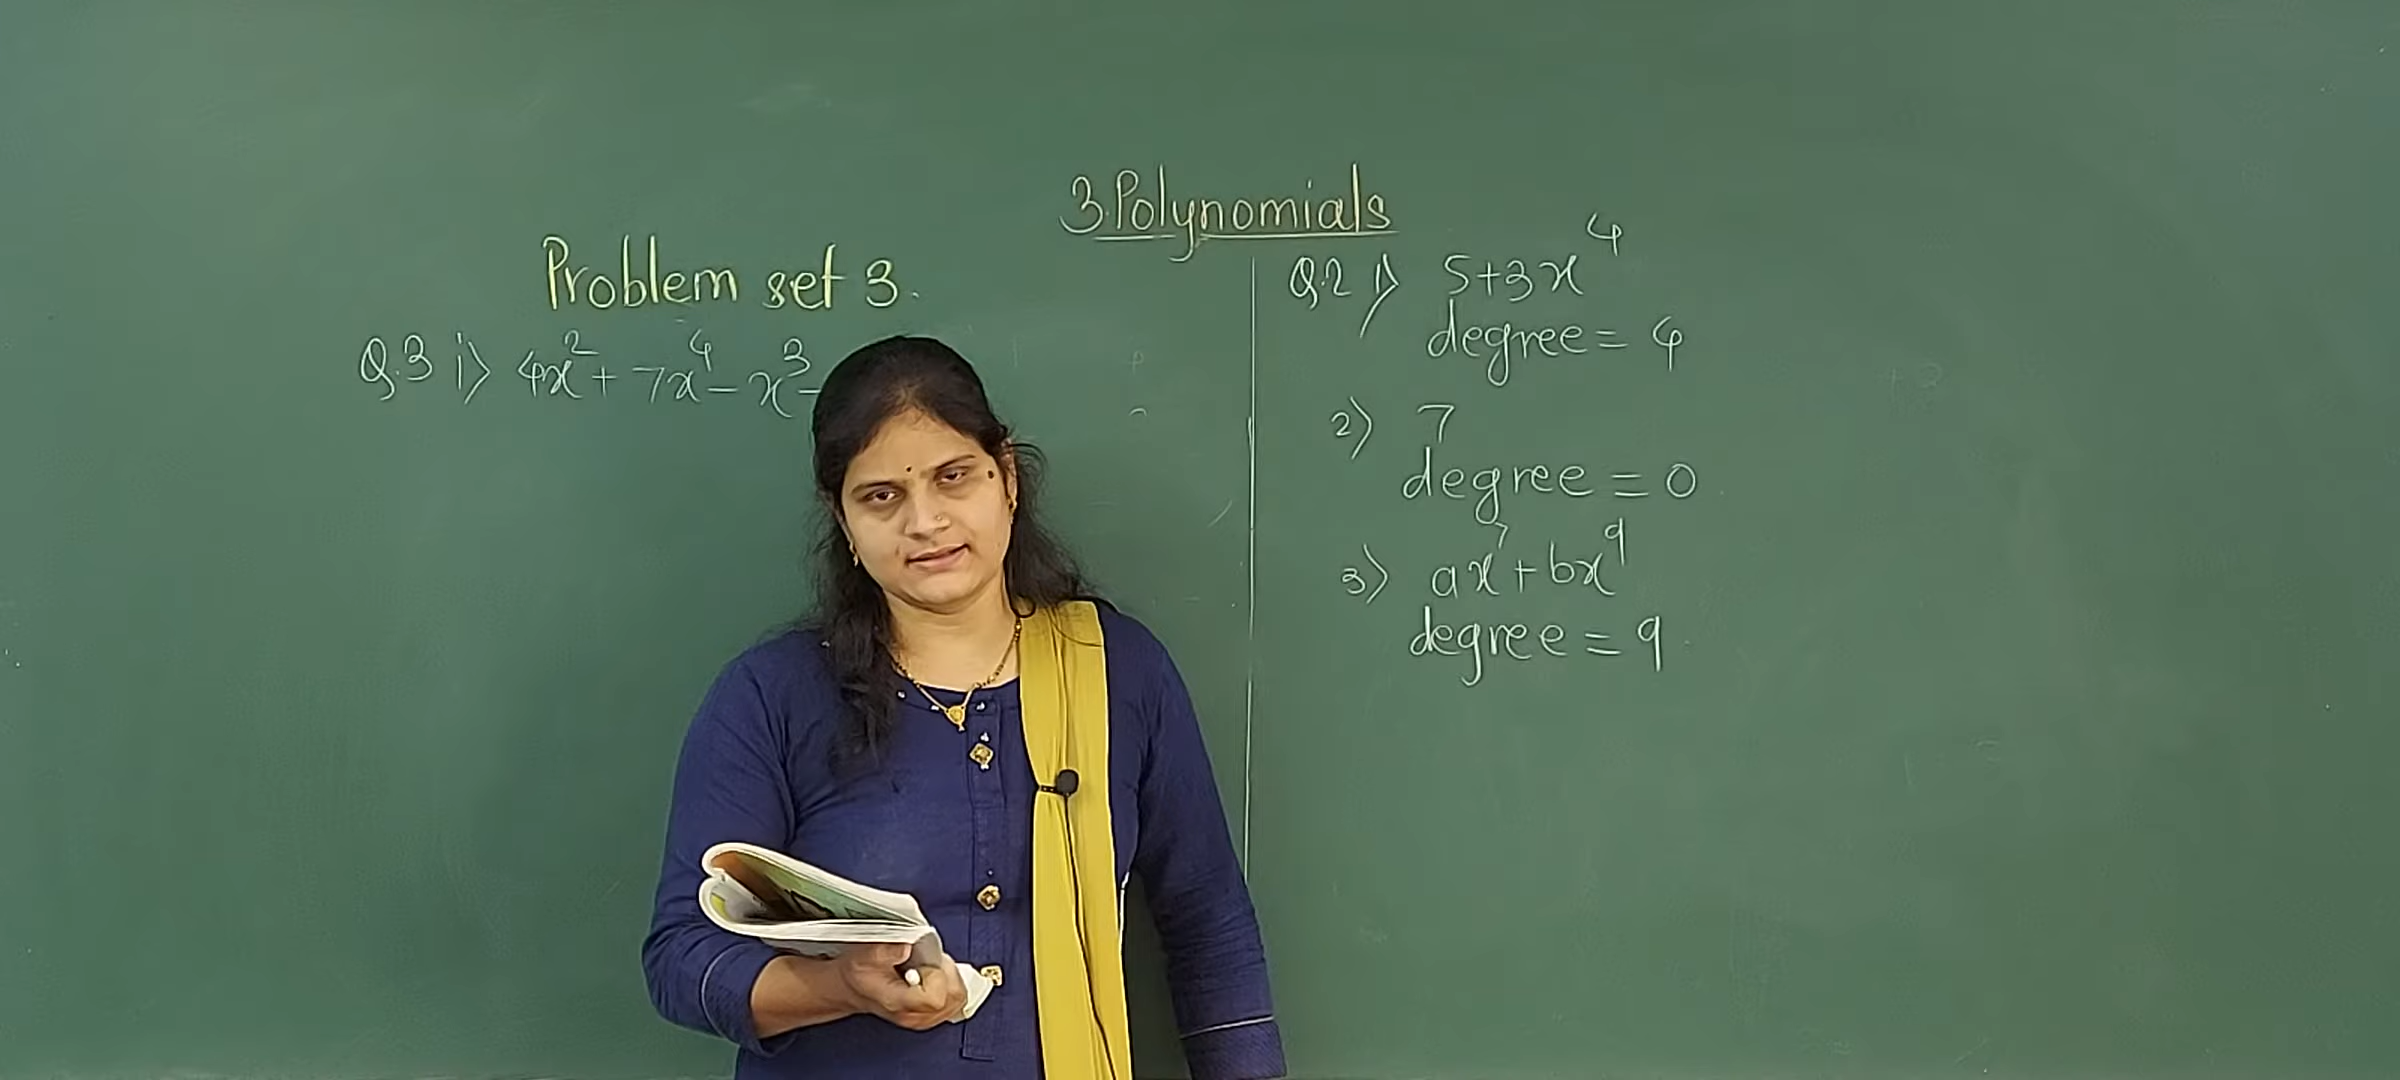 3.Polynomials
Problem set 3.
Q.3 i) 4x² + 7x⁴ - x³ -
Q.2 1) 5+3x⁴
degree = 4
2) 7
degree = 0
3) ax⁷ + bx⁹
degree = 9